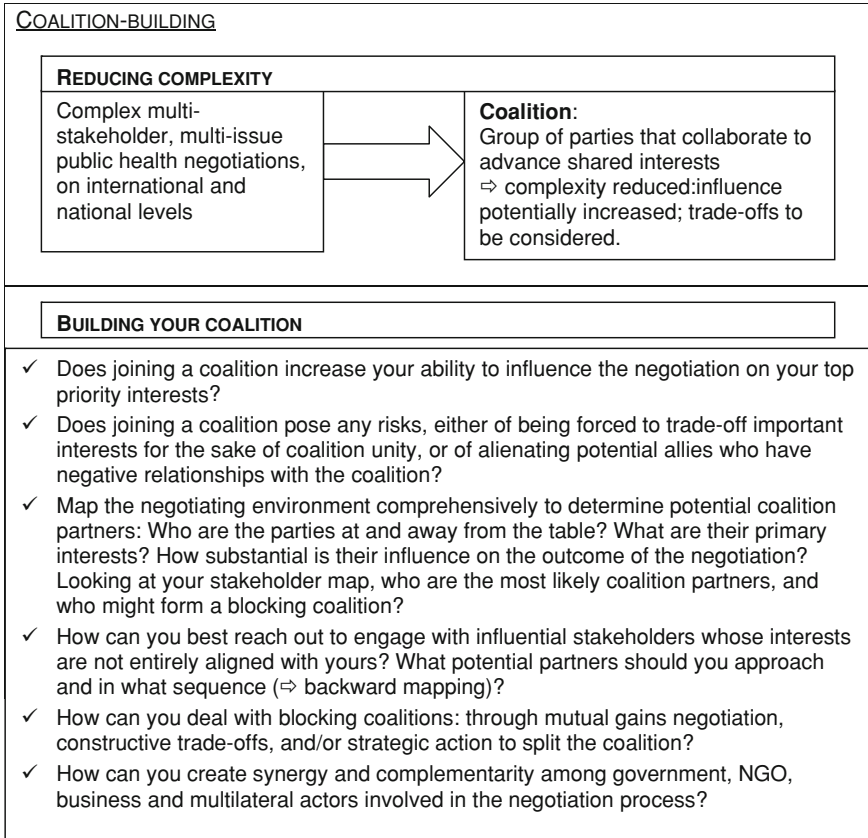 COALITION-BUILDING
REDUCING COMPLEXITY
Complex multi-
stakeholder, multi-issue
public health negotiations,
on international and
national levels
Coalition:
Group of parties that collaborate to
advance shared interests
⇨ complexity reduced:influence
potentially increased; trade-offs to
be considered.
BUILDING YOUR COALITION
✓ Does joining a coalition increase your ability to influence the negotiation on your top
priority interests?
✓ Does joining a coalition pose any risks, either of being forced to trade-off important
interests for the sake of coalition unity, or of alienating potential allies who have
negative relationships with the coalition?
✓ Map the negotiating environment comprehensively to determine potential coalition
partners: Who are the parties at and away from the table? What are their primary
interests? How substantial is their influence on the outcome of the negotiation?
Looking at your stakeholder map, who are the most likely coalition partners, and
who might form a blocking coalition?
✓ How can you best reach out to engage with influential stakeholders whose interests
are not entirely aligned with yours? What potential partners should you approach
and in what sequence (⇨ backward mapping)?
✓ How can you deal with blocking coalitions: through mutual gains negotiation,
constructive trade-offs, and/or strategic action to split the coalition?
✓ How can you create synergy and complementarity among government, NGO,
business and multilateral actors involved in the negotiation process?